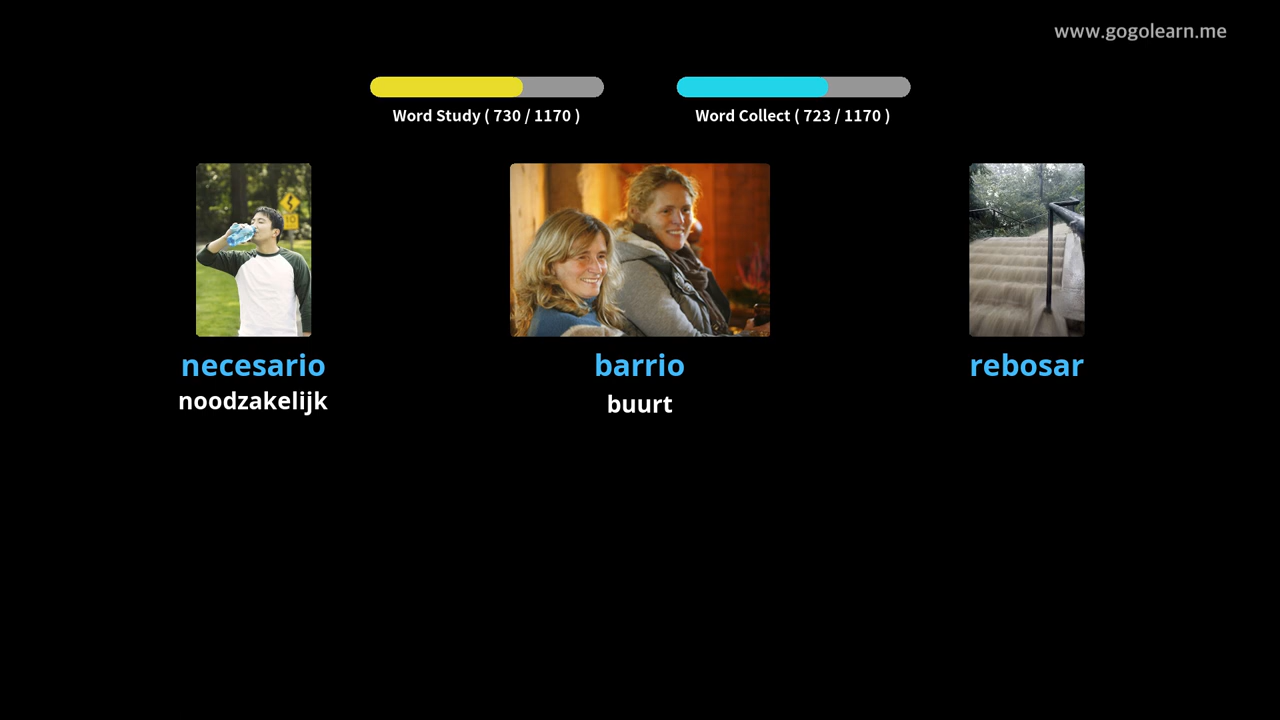 www.gogolearn.me
Word Study ( 730 / 1170 )
Word Collect ( 723 / 1170 )
necesario
noodzakelijk
barrio
buurt
rebosar